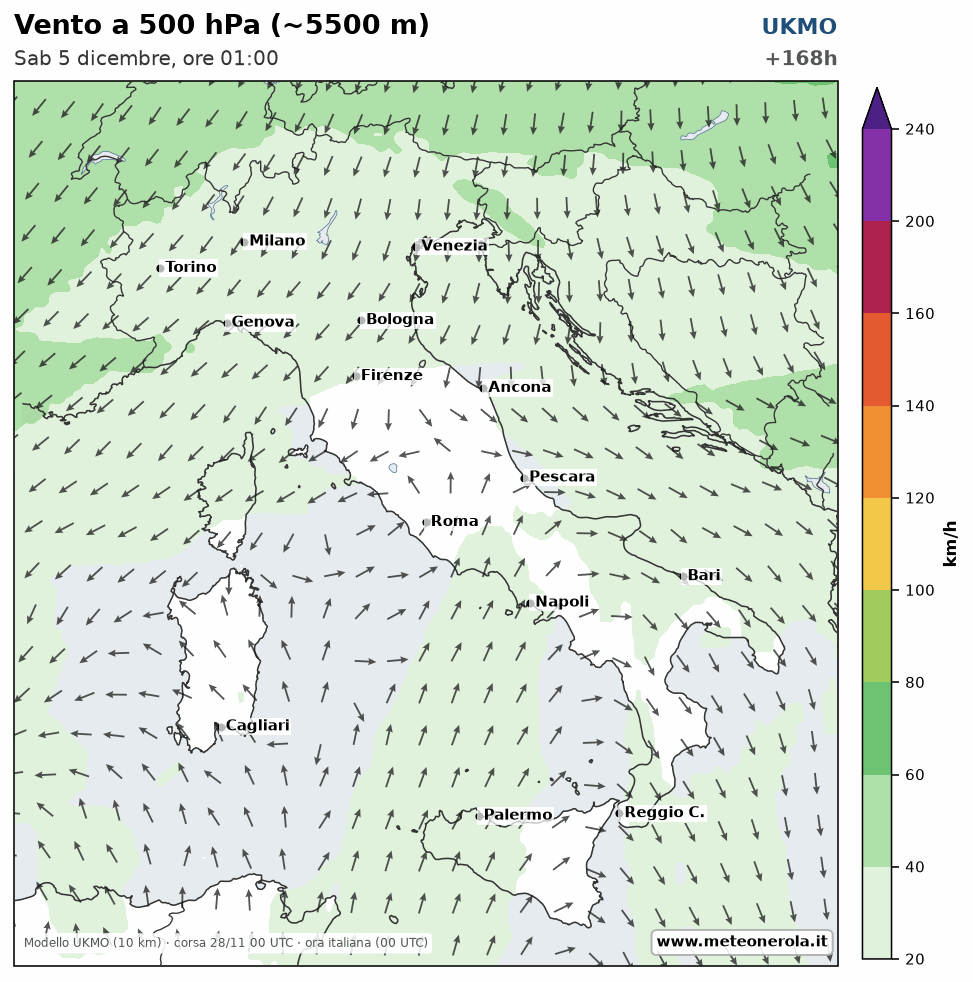 Vento a 500 hPa (~5500 m)
UKMO
Sab 5 dicembre, ore 01:00
+168h
Milano
Venezia
Torino
Genova
Bologna
Firenze
Ancona
Pescara
Roma
Bari
Napoli
Cagliari
Palermo
Reggio C.
Modello UKMO (10 km) · corsa 28/11 00 UTC · ora italiana (00 UTC)
www.meteonerola.it
240
200
160
140
120
100
80
60
40
20
km/h